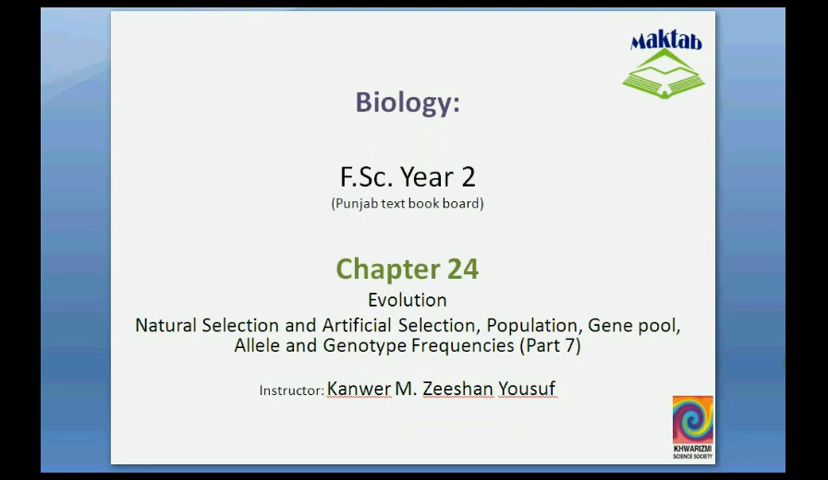 Maktab
Biology:
F.Sc. Year 2
(Punjab text book board)
Chapter 24
Evolution
Natural Selection and Artificial Selection, Population, Gene pool,
Allele and Genotype Frequencies (Part 7)
Instructor: Kanwer M. Zeeshan Yousuf
KHWARIZMI
SCIENCE SOCIETY